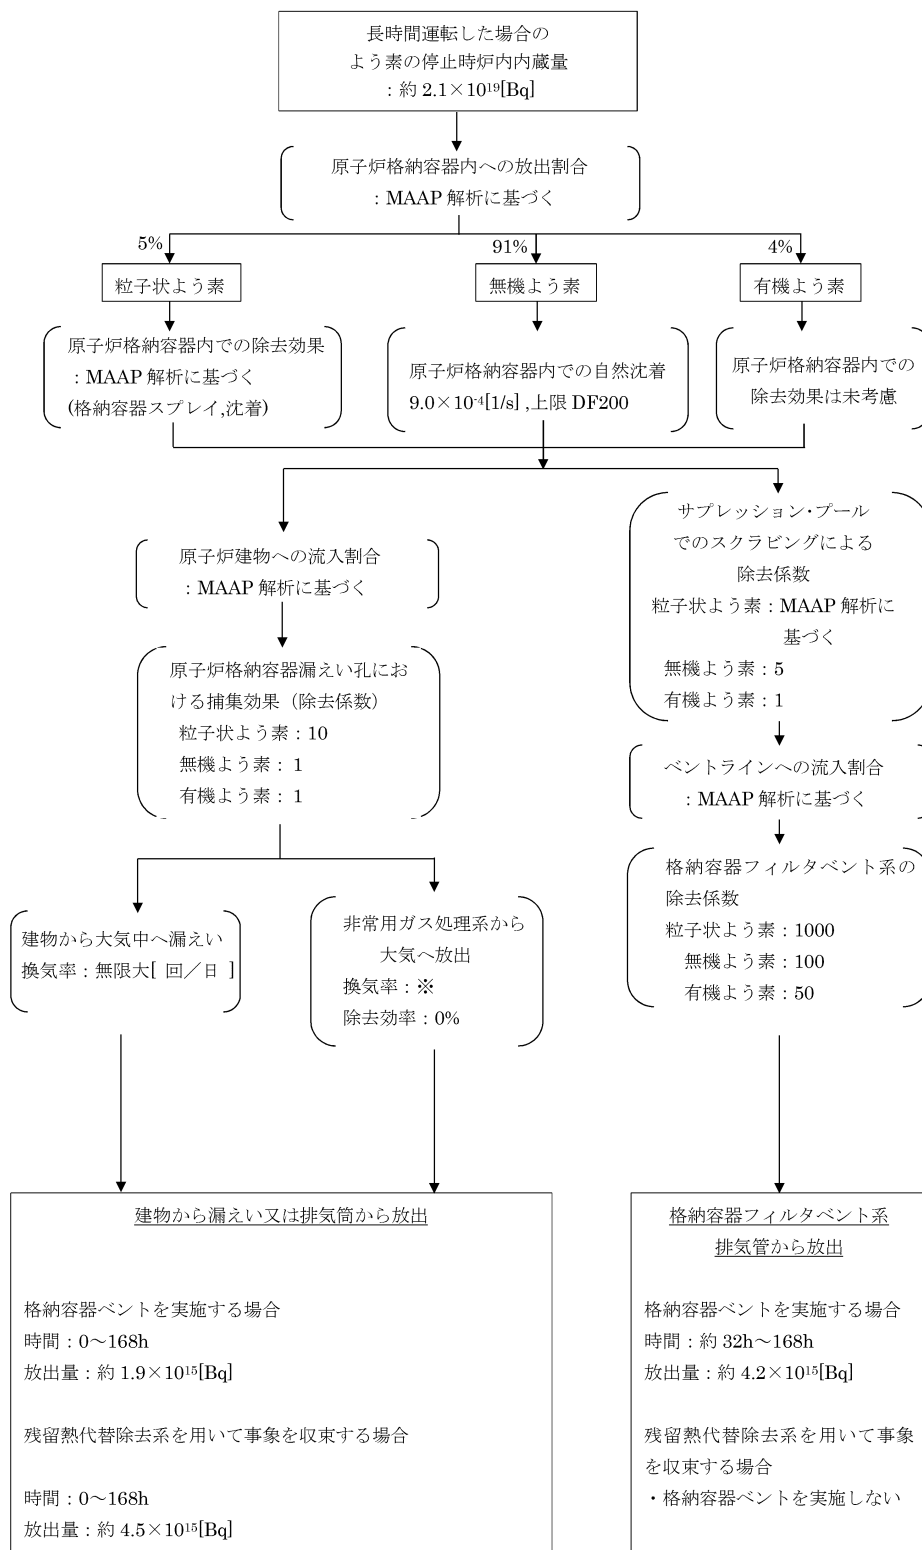 長時間運転した場合の
よう素の停止時炉内内蔵量
：約 2.1×10¹⁹[Bq]
原子炉格納容器内への放出割合
：MAAP 解析に基づく
5%
91%
4%
粒子状よう素
無機よう素
有機よう素
原子炉格納容器内での除去効果
：MAAP 解析に基づく
(格納容器スプレイ,沈着)
原子炉格納容器内での自然沈着
9.0×10⁻⁴[1/s] ,上限 DF200
原子炉格納容器内での
除去効果は未考慮
原子炉建物への流入割合
：MAAP 解析に基づく
原子炉格納容器漏えい孔にお
ける捕集効果（除去係数）
粒子状よう素：10
無機よう素：1
有機よう素：1
サプレッション・プール
でのスクラビングによる
除去係数
粒子状よう素：MAAP 解析に
基づく
無機よう素：5
有機よう素：1
ベントラインへの流入割合
：MAAP 解析に基づく
格納容器フィルタベント系の
除去係数
粒子状よう素：1000
無機よう素：100
有機よう素：50
建物から大気中へ漏えい
換気率：無限大[ 回／日 ]
非常用ガス処理系から
大気へ放出
換気率：※
除去効率：0%
建物から漏えい又は排気筒から放出
格納容器ベントを実施する場合
時間：0～168h
放出量：約 1.9×10¹⁵[Bq]
残留熱代替除去系を用いて事象を収束する場合
時間：0～168h
放出量：約 4.5×10¹⁵[Bq]
格納容器フィルタベント系
排気管から放出
格納容器ベントを実施する場合
時間：約 32h～168h
放出量：約 4.2×10¹⁵[Bq]
残留熱代替除去系を用いて事象
を収束する場合
・格納容器ベントを実施しない